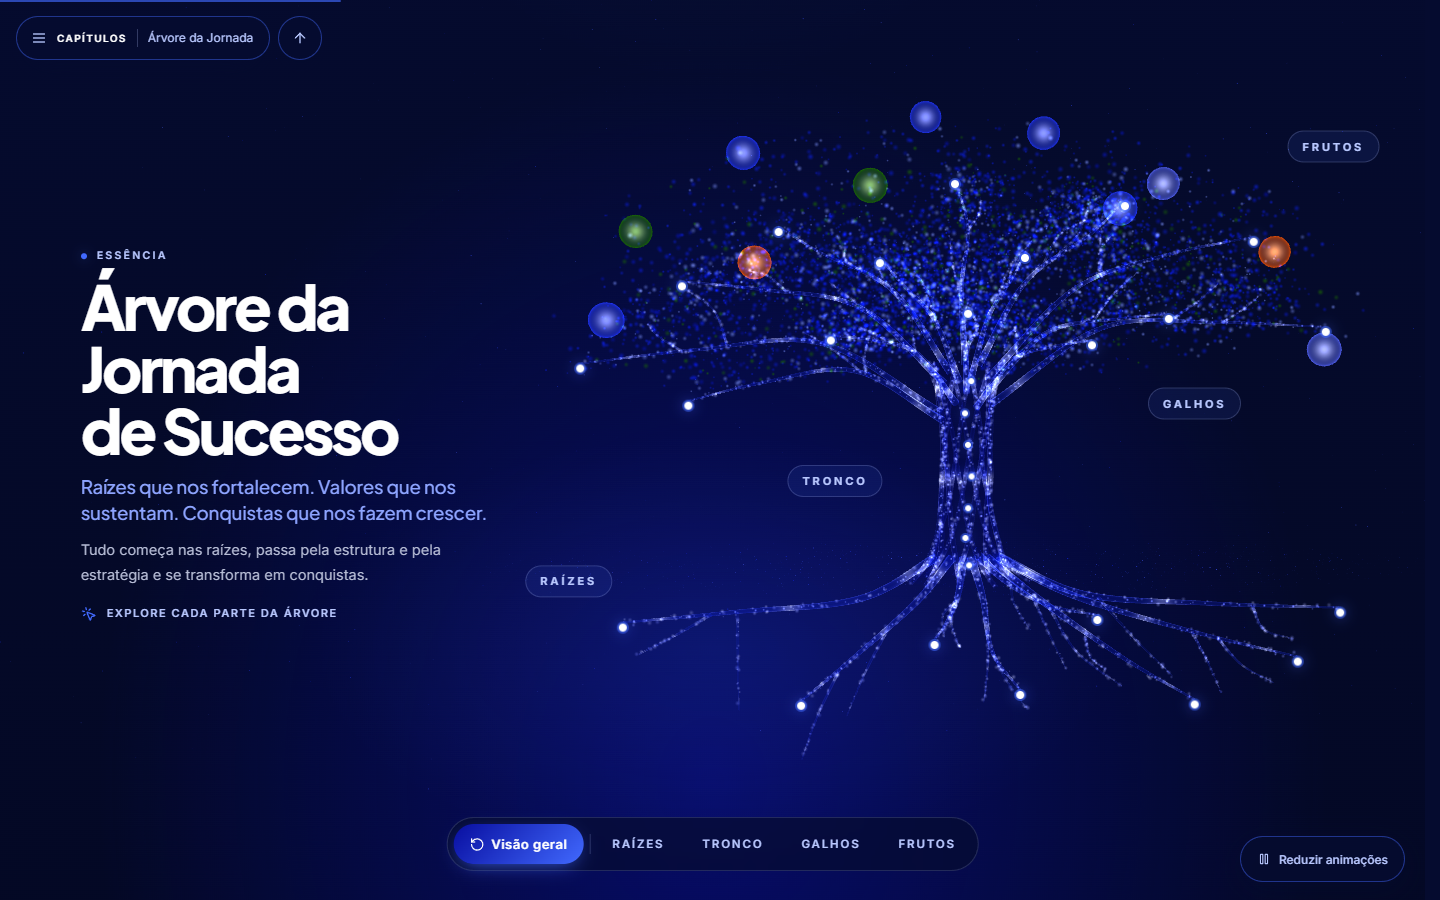 CAPÍTULOS
Árvore da Jornada
FRUTOS
ESSÊNCIA
Árvore da
Jornada
de Sucesso
Raízes que nos fortalecem. Valores que nos
sustentam. Conquistas que nos fazem crescer.
Tudo começa nas raízes, passa pela estrutura e pela
estratégia e se transforma em conquistas.
EXPLORE CADA PARTE DA ÁRVORE
GALHOS
TRONCO
RAÍZES
Visão geral
RAÍZES
TRONCO
GALHOS
FRUTOS
Reduzir animações